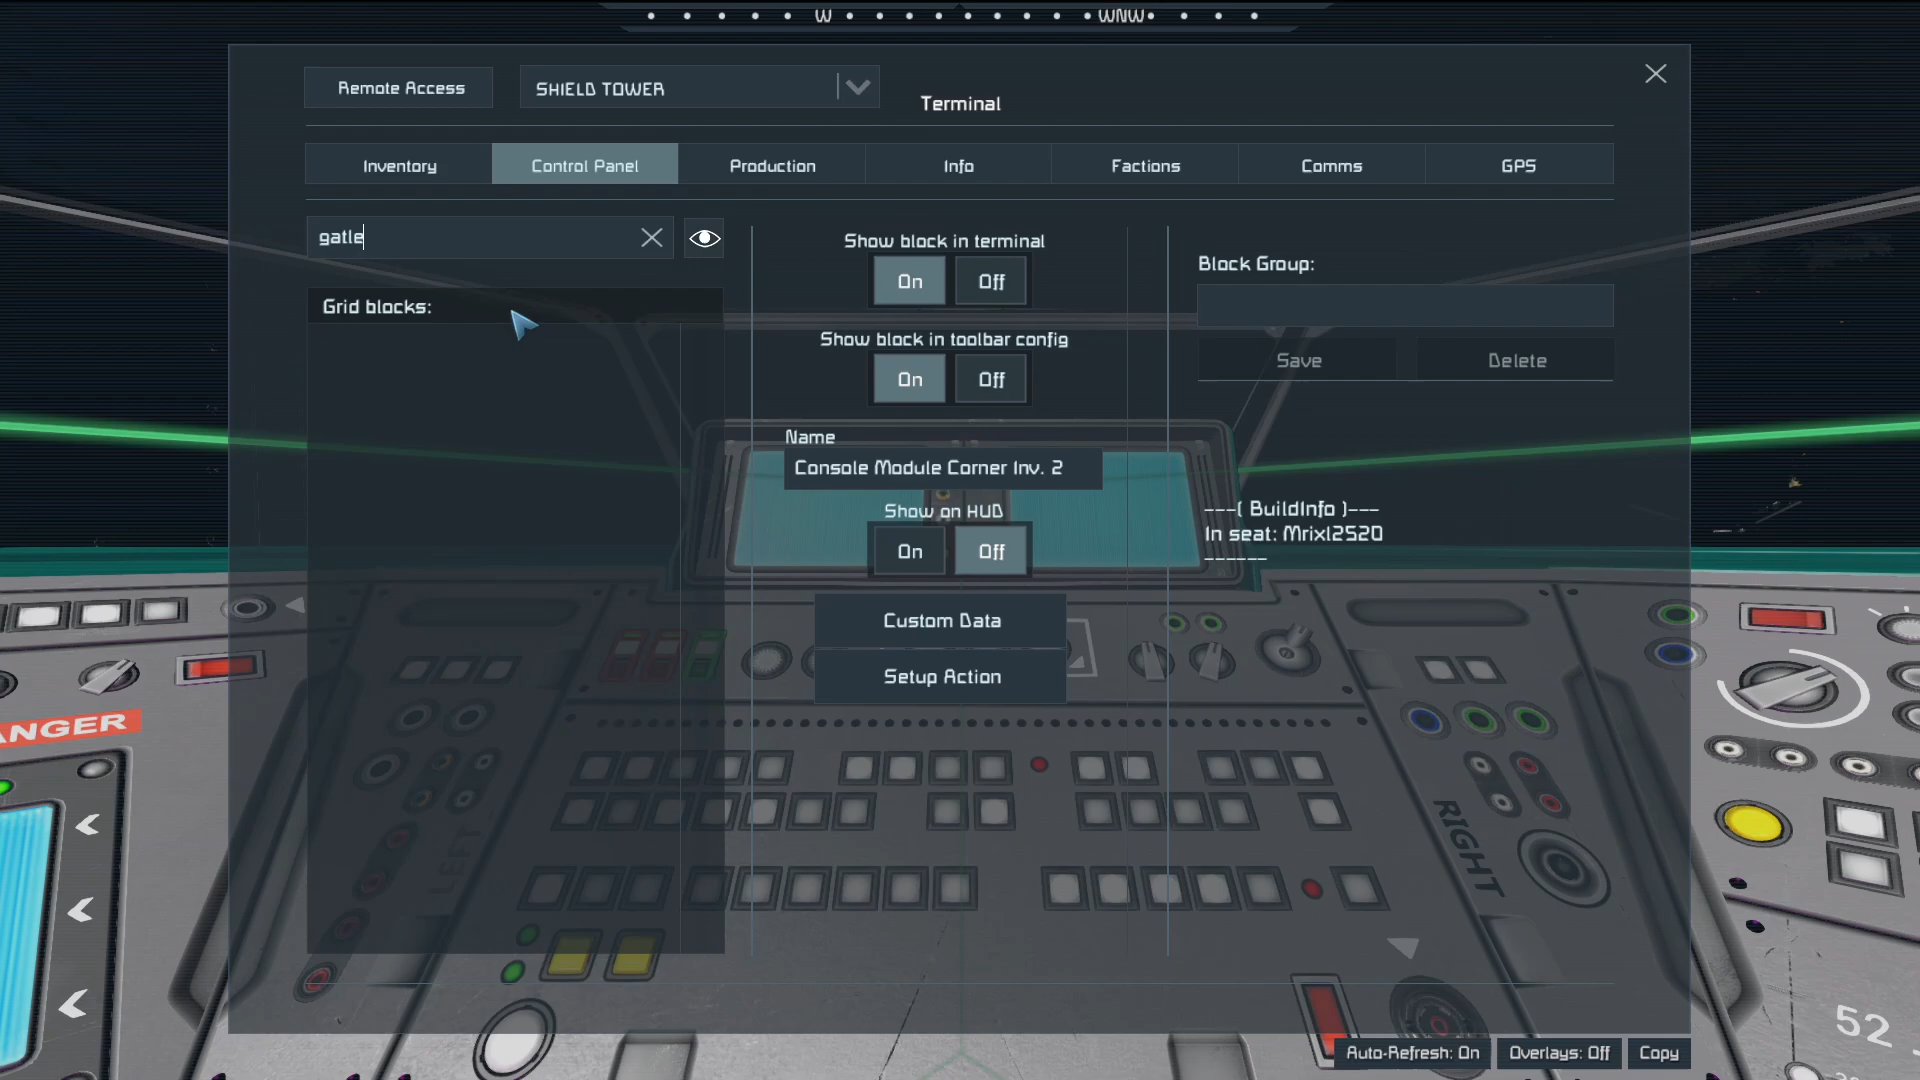 W WNW
Remote Access
SHIELD TOWER
Terminal
Inventory
Control Panel
Production
Info
Factions
Comms
GPS
gatle
Grid blocks:
Show block in terminal
On Off
Show block in toolbar config
On Off
Name
Console Module Corner Inv. 2
Show on HUD
On Off
Custom Data
Setup Action
Block Group:
Save Delete
---( BuildInfo )---
In seat: Mrixl2520
------
ANGER
LEFT
RIGHT
52
Auto-Refresh: On
Overlays: Off
Copy